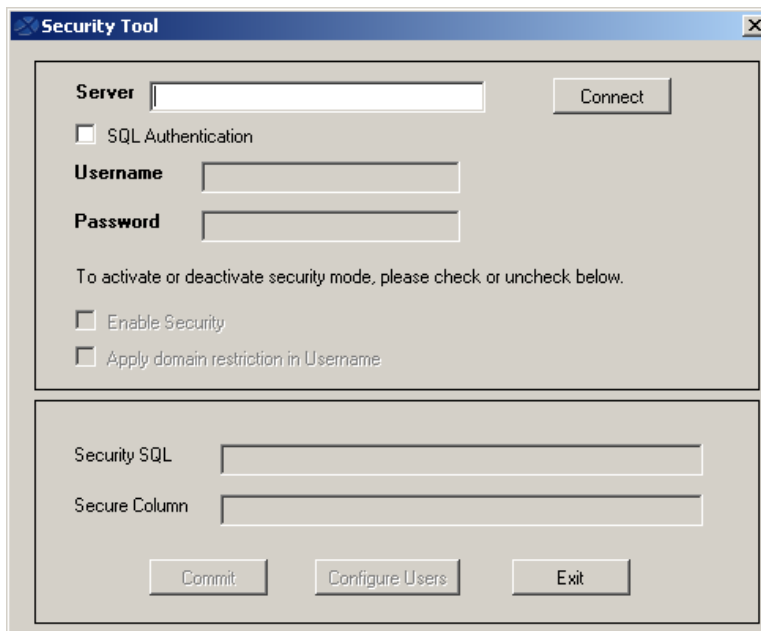 Security Tool
Server
Connect
SQL Authentication
Username
Password
To activate or deactivate security mode, please check or uncheck below.
Enable Security
Apply domain restriction in Username
Security SQL
Secure Column
Commit Configure Users Exit